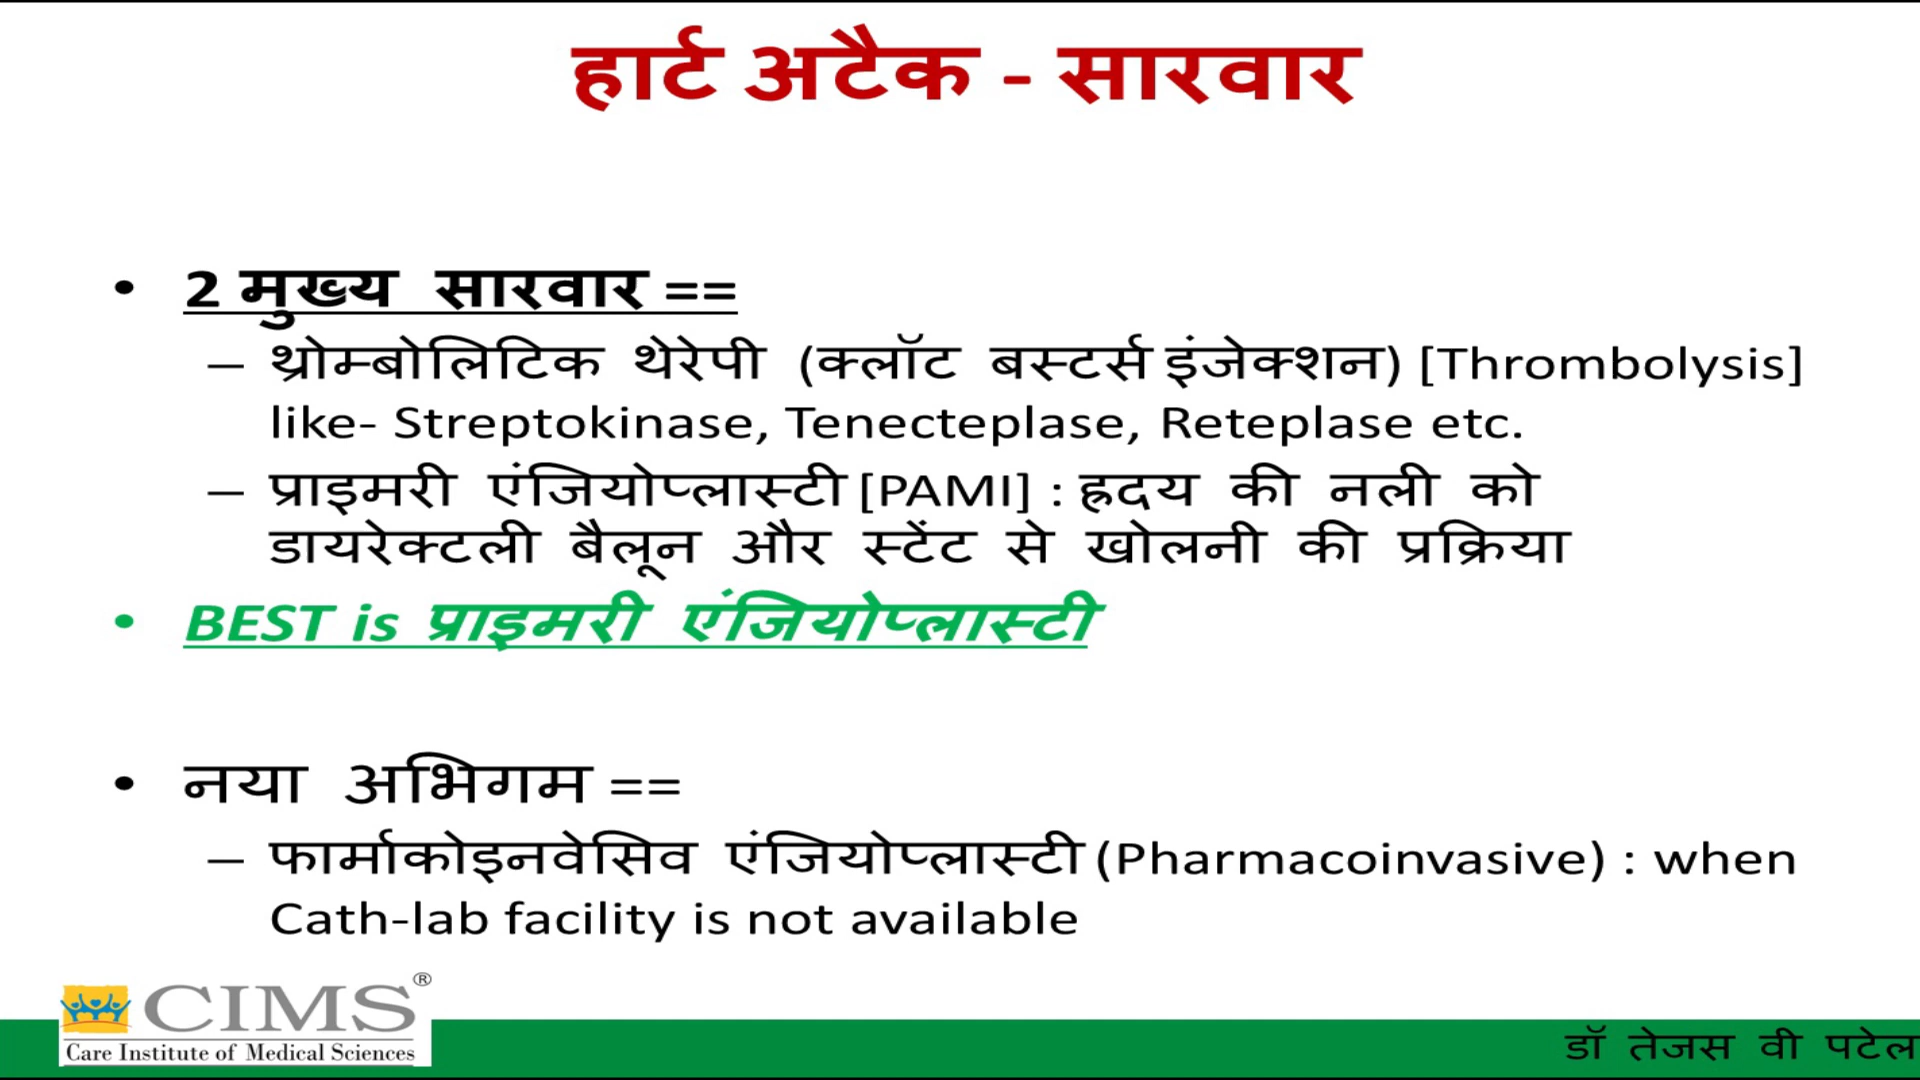 हार्ट अटैक - सारवार
• 2 मुख्य सारवार ==
– थ्रोम्बोलिटिक थेरेपी (क्लॉट बस्टर्स इंजेक्शन) [Thrombolysis]
like- Streptokinase, Tenecteplase, Reteplase etc.
– प्राइमरी एंजियोप्लास्टी [PAMI] : ह्रदय की नली को
डायरेक्टली बैलून और स्टेंट से खोलनी की प्रक्रिया
• BEST is प्राइमरी एंजियोप्लास्टी
• नया अभिगम ==
– फार्माकोइनवेसिव एंजियोप्लास्टी (Pharmacoinvasive) : when
Cath-lab facility is not available
CIMS®
Care Institute of Medical Sciences
डॉ तेजस वी पटेल